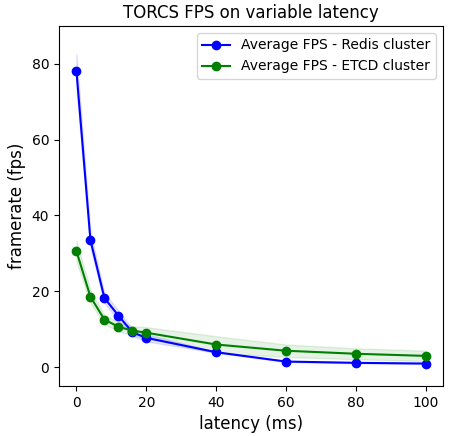 TORCS FPS on variable latency
Average FPS - Redis cluster
Average FPS - ETCD cluster
framerate (fps)
80
60
40
20
0
0 20 40 60 80 100
latency (ms)